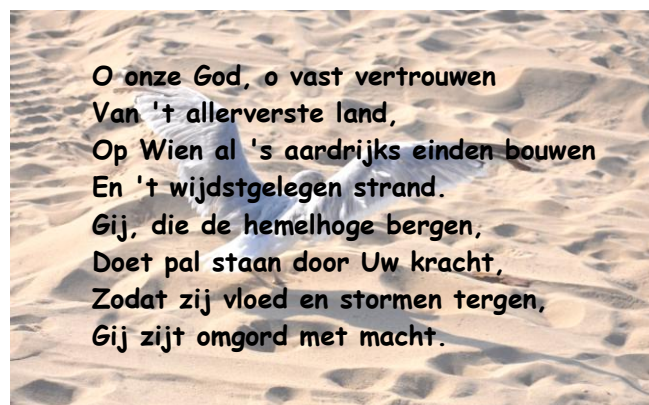 O onze God, o vast vertrouwen
Van 't allerverste land,
Op Wien al 's aardrijks einden bouwen
En 't wijdstgelegen strand.
Gij, die de hemelhoge bergen,
Doet pal staan door Uw kracht,
Zodat zij vloed en stormen tergen,
Gij zijt omgord met macht.